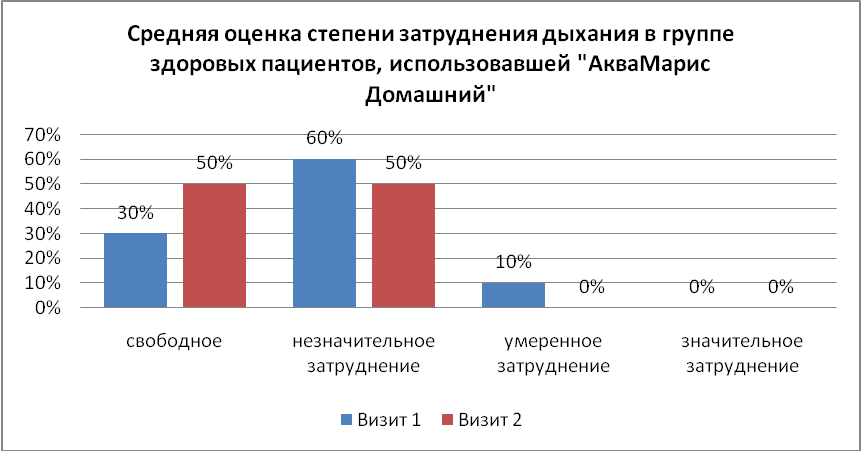 Средняя оценка степени затруднения дыхания в группе
здоровых пациентов, использовавшей "АкваМарис
Домашний"
70%
60%
50%
40%
30%
20%
10%
0%
30%
50%
60%
50%
10%
0%
0%
0%
свободное
незначительное
затруднение
умеренное
затруднение
значительное
затруднение
Визит 1
Визит 2